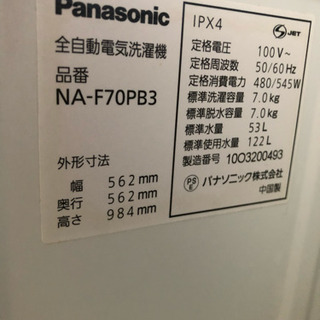 Panasonic
全自動電気洗濯機
品番
NA-F70PB3
外形寸法
幅 562mm
奥行 562mm
高さ 984mm
IPX4
JET
定格電圧 100V~
定格周波数 50/60Hz
定格消費電力 480/545W
標準洗濯容量 7.0kg
標準脱水容量 7.0kg
標準水量 53L
標準使用水量 122L
製造番号 10O3200493
PS E
パナソニック株式会社
中国製